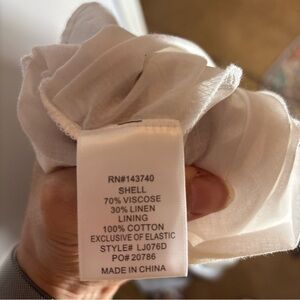 RN#143740
SHELL
70% VISCOSE
30% LINEN
LINING
100% COTTON
EXCLUSIVE OF ELASTIC
STYLE# LJ076D
PO# 20786
MADE IN CHINA